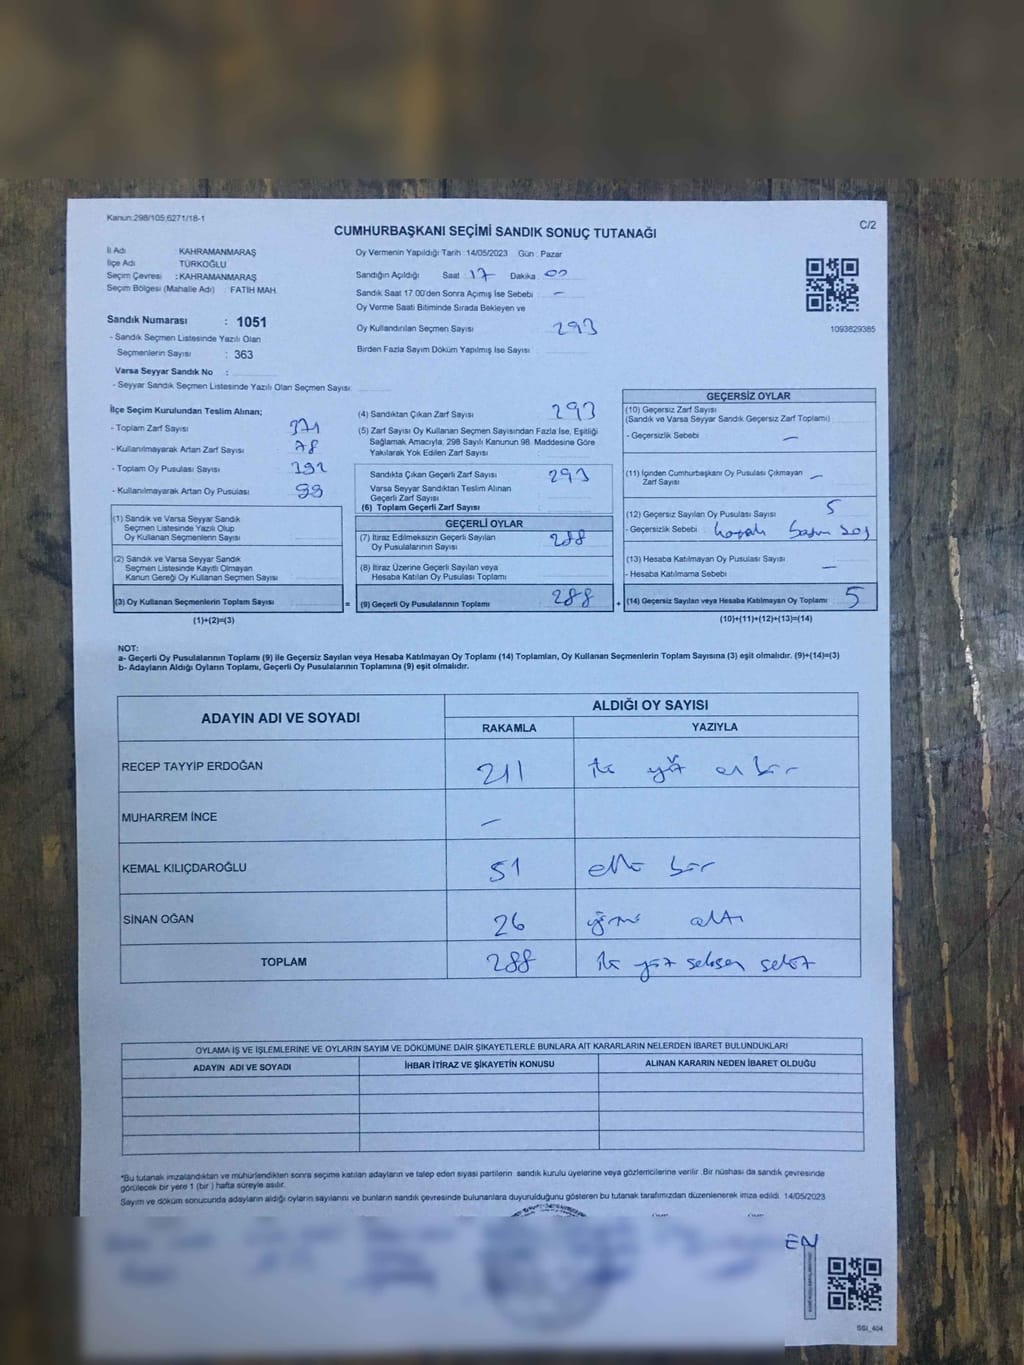 Kanun:298/105,6271/18-1
CUMHURBAŞKANI SEÇİMİ SANDIK SONUÇ TUTANAĞI
C/2
İl Adı : KAHRAMANMARAŞ
İlçe Adı : TÜRKOĞLU
Seçim Çevresi : KAHRAMANMARAŞ
Seçim Bölgesi (Mahalle Adı) : FATİH MAH.
Sandık Numarası : 1051
- Sandık Seçmen Listesinde Yazılı Olan
Seçmenlerin Sayısı : 363
Varsa Seyyar Sandık No :
- Seyyar Sandık Seçmen Listesinde Yazılı Olan Seçmen Sayısı:
Oy Vermenin Yapıldığı Tarih : 14/05/2023 Gün : Pazar
Sandığın Açıldığı Saat : 17 Dakika : 00
Sandık Saat 17.00'den Sonra Açımış İse Sebebi : -
Oy Verme Saati Bitiminde Sırada Bekleyen ve
Oy Kullandırılan Seçmen Sayısı : 293
Birden Fazla Sayım Döküm Yapılmış İse Sayısı :
1093829385
İlçe Seçim Kurulundan Teslim Alınan;
- Toplam Zarf Sayısı : 371
- Kullanılmayarak Artan Zarf Sayısı : 78
- Toplam Oy Pusulası Sayısı : 392
- Kullanılmayarak Artan Oy Pusulası : 99
(1) Sandık ve Varsa Seyyar Sandık
Seçmen Listesinde Yazılı Olup
Oy Kullanan Seçmenlerin Sayısı :
(2) Sandık ve Varsa Seyyar Sandık
Seçmen Listesinde Kayıtlı Olmayan
Kanun Gereği Oy Kullanan Seçmen Sayısı :
(3) Oy Kullanan Seçmenlerin Toplam Sayısı :
(1)+(2)=(3)
(4) Sandıktan Çıkan Zarf Sayısı : 293
(5) Zarf Sayısı Oy Kullanan Seçmen Sayısından Fazla İse, Eşitliği
Sağlamak Amacıyla; 298 Sayılı Kanunun 98. Maddesine Göre
Yakılarak Yok Edilen Zarf Sayısı :
Sandıkta Çıkan Geçerli Zarf Sayısı : 293
Varsa Seyyar Sandıktan Teslim Alınan
Geçerli Zarf Sayısı :
(6) Toplam Geçerli Zarf Sayısı :
GEÇERLİ OYLAR
(7) İtiraz Edilmeksizin Geçerli Sayılan
Oy Pusulalarının Sayısı : 288
(8) İtiraz Üzerine Geçerli Sayılan veya
Hesaba Katılan Oy Pusulası Toplamı :
= (9) Geçerli Oy Pusulalarının Toplamı : 288
GEÇERSİZ OYLAR
(10) Geçersiz Zarf Sayısı
(Sandık ve Varsa Seyyar Sandık Geçersiz Zarf Toplamı) :
- Geçersizlik Sebebi : -
(11) İçinden Cumhurbaşkanı Oy Pusulası Çıkmayan
Zarf Sayısı : -
(12) Geçersiz Sayılan Oy Pusulası Sayısı : 5
- Geçersizlik Sebebi :
(13) Hesaba Katılmayan Oy Pusulası Sayısı :
- Hesaba Katılmama Sebebi : -
+ (14) Geçersiz Sayılan veya Hesaba Katılmayan Oy Toplamı : 5
(10)+(11)+(12)+(13)=(14)
NOT:
a- Geçerli Oy Pusulalarının Toplamı (9) ile Geçersiz Sayılan veya Hesaba Katılmayan Oy Toplamı (14) Toplamları, Oy Kullanan Seçmenlerin Toplam Sayısına (3) eşit olmalıdır. (9)+(14)=(3)
b- Adayların Aldığı Oyların Toplamı, Geçerli Oy Pusulalarının Toplamına (9) eşit olmalıdır.
ADAYIN ADI VE SOYADI
ALDIĞI OY SAYISI
RAKAMLA YAZIYLA
RECEP TAYYİP ERDOĞAN 211 iki yüz on bir
MUHARREM İNCE -
KEMAL KILIÇDAROĞLU 51 elli bir
SİNAN OĞAN 26 yirmi altı
TOPLAM 288 iki yüz seksen sekiz
OYLAMA İŞ VE İŞLEMLERİNE VE OYLARIN SAYIM VE DÖKÜMÜNE DAİR ŞİKAYETLERLE BUNLARA AİT KARARLARIN NELERDEN İBARET BULUNDUKLARI
ADAYIN ADI VE SOYADI İHBAR İTİRAZ VE ŞİKAYETİN KONUSU ALINAN KARARIN NEDEN İBARET OLDUĞU
*Bu tutanak imzalandıktan ve mühürlendikten sonra seçime katılan adayların ve talep eden siyasi partilerin sandık kurulu üyelerine veya gözlemcilerine verilir .Bir nüshası da sandık çevresinde
görülecek bir yere 1 (bir ) hafta süreyle asılır.
Sayım ve döküm sonucunda adayların aldığı oyların sayılarını ve bunların sandık çevresinde bulunanlara duyurulduğunu gösteren bu tutanak tarafımızdan düzenlenerek imza edildi. 14/05/2023
EN